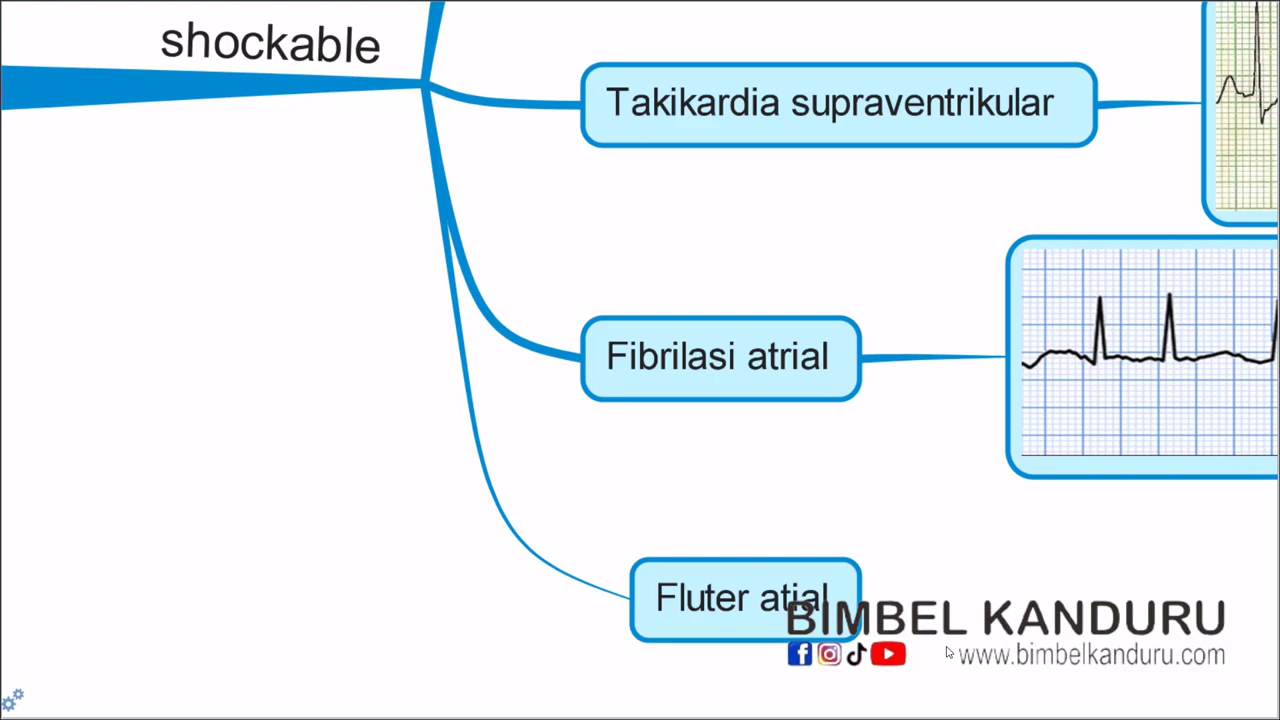 shockable
Takikardia supraventrikular
Fibrilasi atrial
Fluter atial
BIMBEL KANDURU
www.bimbelkanduru.com